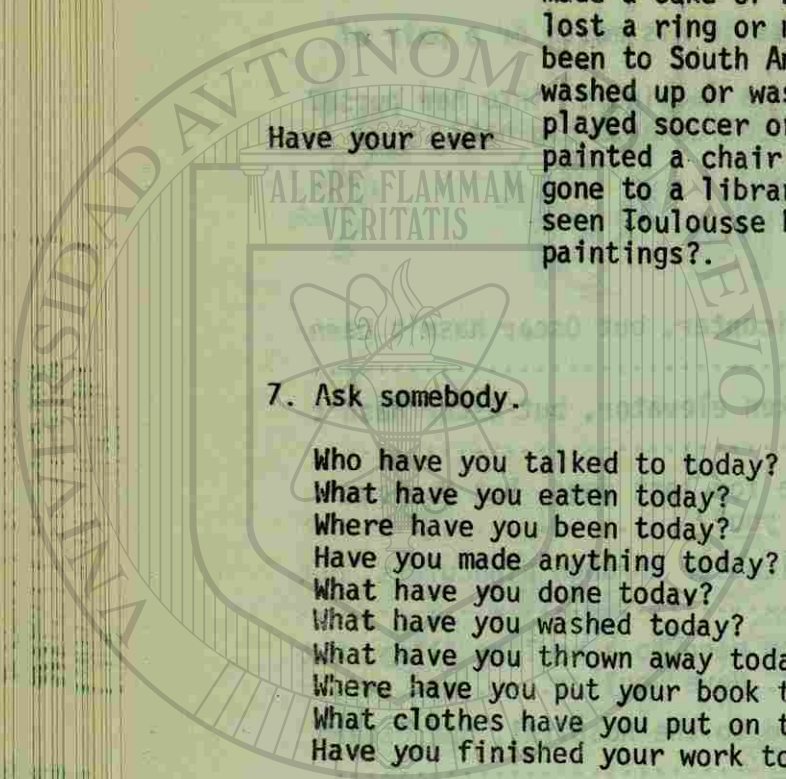 made a cake or
lost a ring or
been to South
washed up or
played soccer
Have your ever
painted a chair
gone to a
seen Toulousse
paintings?.
7. Ask somebody.
Who have you talked to today?
What have you eaten today?
Where have you been today?
Have you made anything today?
What have you done today?
What have you washed today?
What have you thrown away
Where have you put your book
What clothes have you put on
Have you finished your work
ALERE FLAMMAM
VERITATIS